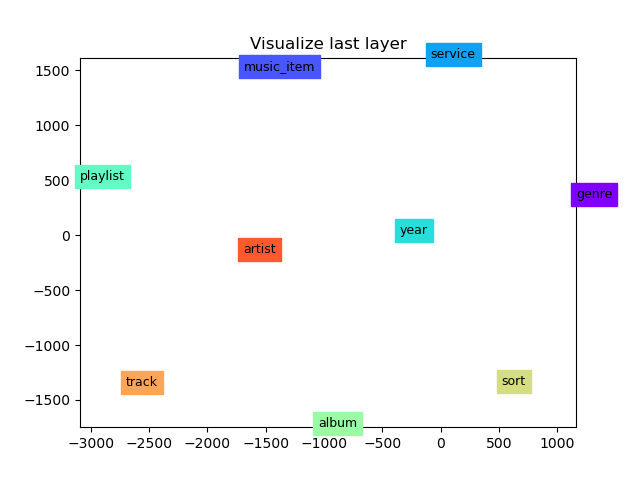 Visualize last layer
service
music_item
1500
1000
playlist
500
genre
year
0
artist
−500
−1000
track
sort
−1500
album
−3000 −2500 −2000 −1500 −1000 −500 0 500 1000